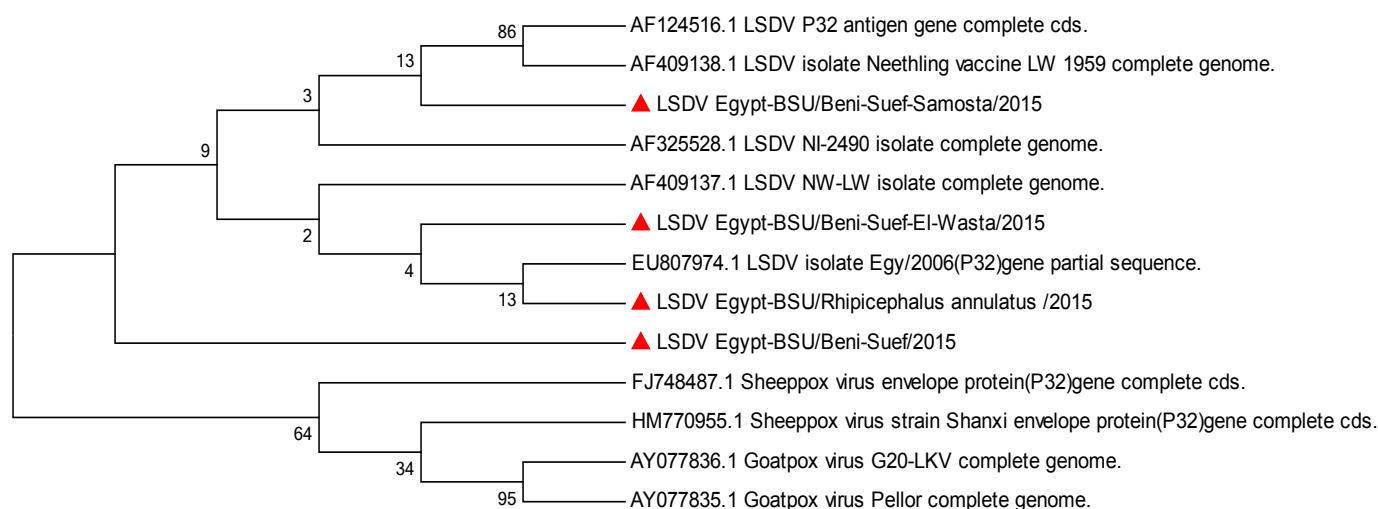 86
AF124516.1 LSDV P32 antigen gene complete cds.
13
AF409138.1 LSDV isolate Neethling vaccine LW 1959 complete genome.
3
LSDV Egypt-BSU/Beni-Suef-Samosta/2015
9
AF325528.1 LSDV NI-2490 isolate complete genome.
AF409137.1 LSDV NW-LW isolate complete genome.
2
LSDV Egypt-BSU/Beni-Suef-El-Wasta/2015
4
EU807974.1 LSDV isolate Egy/2006(P32)gene partial sequence.
13
LSDV Egypt-BSU/Rhipicephalus annulatus /2015
LSDV Egypt-BSU/Beni-Suef/2015
FJ748487.1 Sheeppox virus envelope protein(P32)gene complete cds.
64
HM770955.1 Sheeppox virus strain Shanxi envelope protein(P32)gene complete cds.
34
AY077836.1 Goatpox virus G20-LKV complete genome.
95
AY077835.1 Goatpox virus Pellor complete genome.